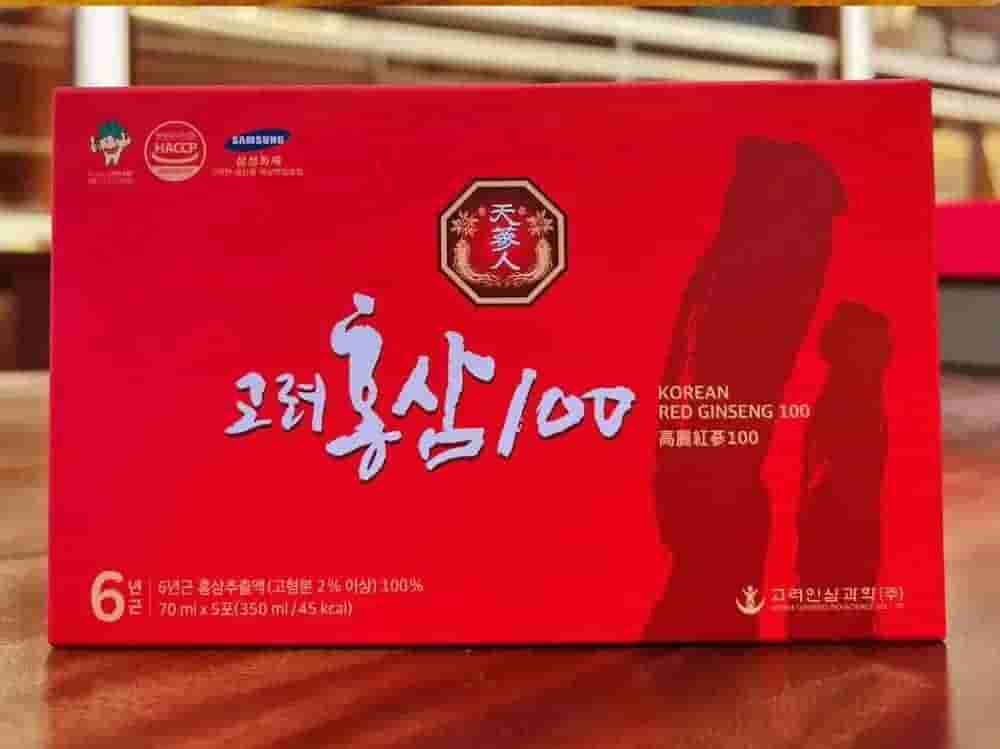 HACCP
SAMSUNG
삼성화재
天蔘人
고려홍삼100
KOREAN
RED GINSENG 100
高麗紅蔘100
6년근
6년근 홍삼추출액(고형분 2% 이상) 100%
70 ml x 5포(350 ml/45 kcal)
고려인삼과학(주)